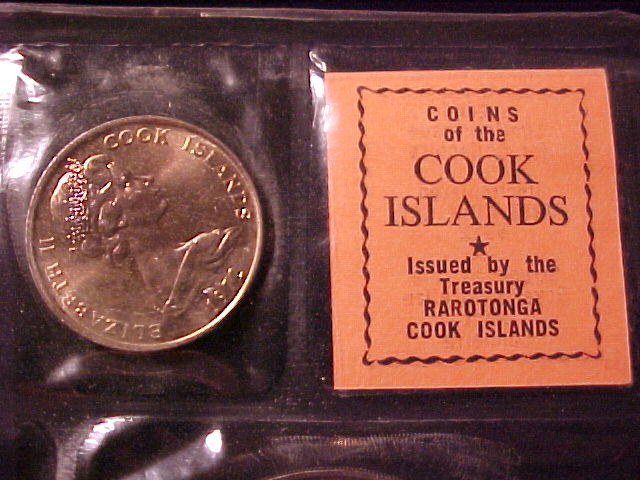 COOK ISLANDS
ELIZABETH II
COINS
of the
COOK
ISLANDS
Issued by the
Treasury
RAROTONGA
COOK ISLANDS